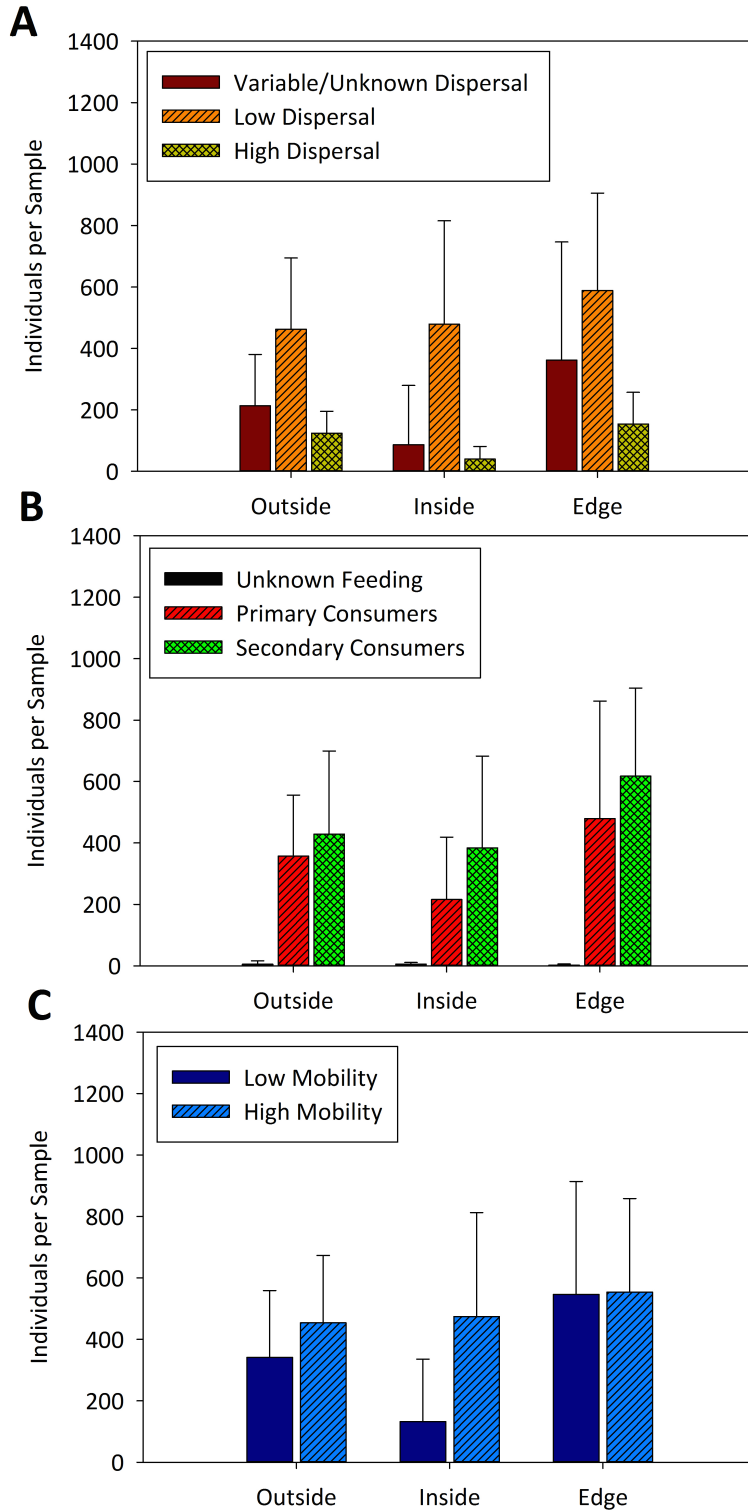 A
Individuals per Sample
1400
1200
1000
800
600
400
200
0
Variable/Unknown Dispersal
Low Dispersal
High Dispersal
Outside Inside Edge
B
Individuals per Sample
1400
1200
1000
800
600
400
200
0
Unknown Feeding
Primary Consumers
Secondary Consumers
Outside Inside Edge
C
Individuals per Sample
1400
1200
1000
800
600
400
200
0
Low Mobility
High Mobility
Outside Inside Edge